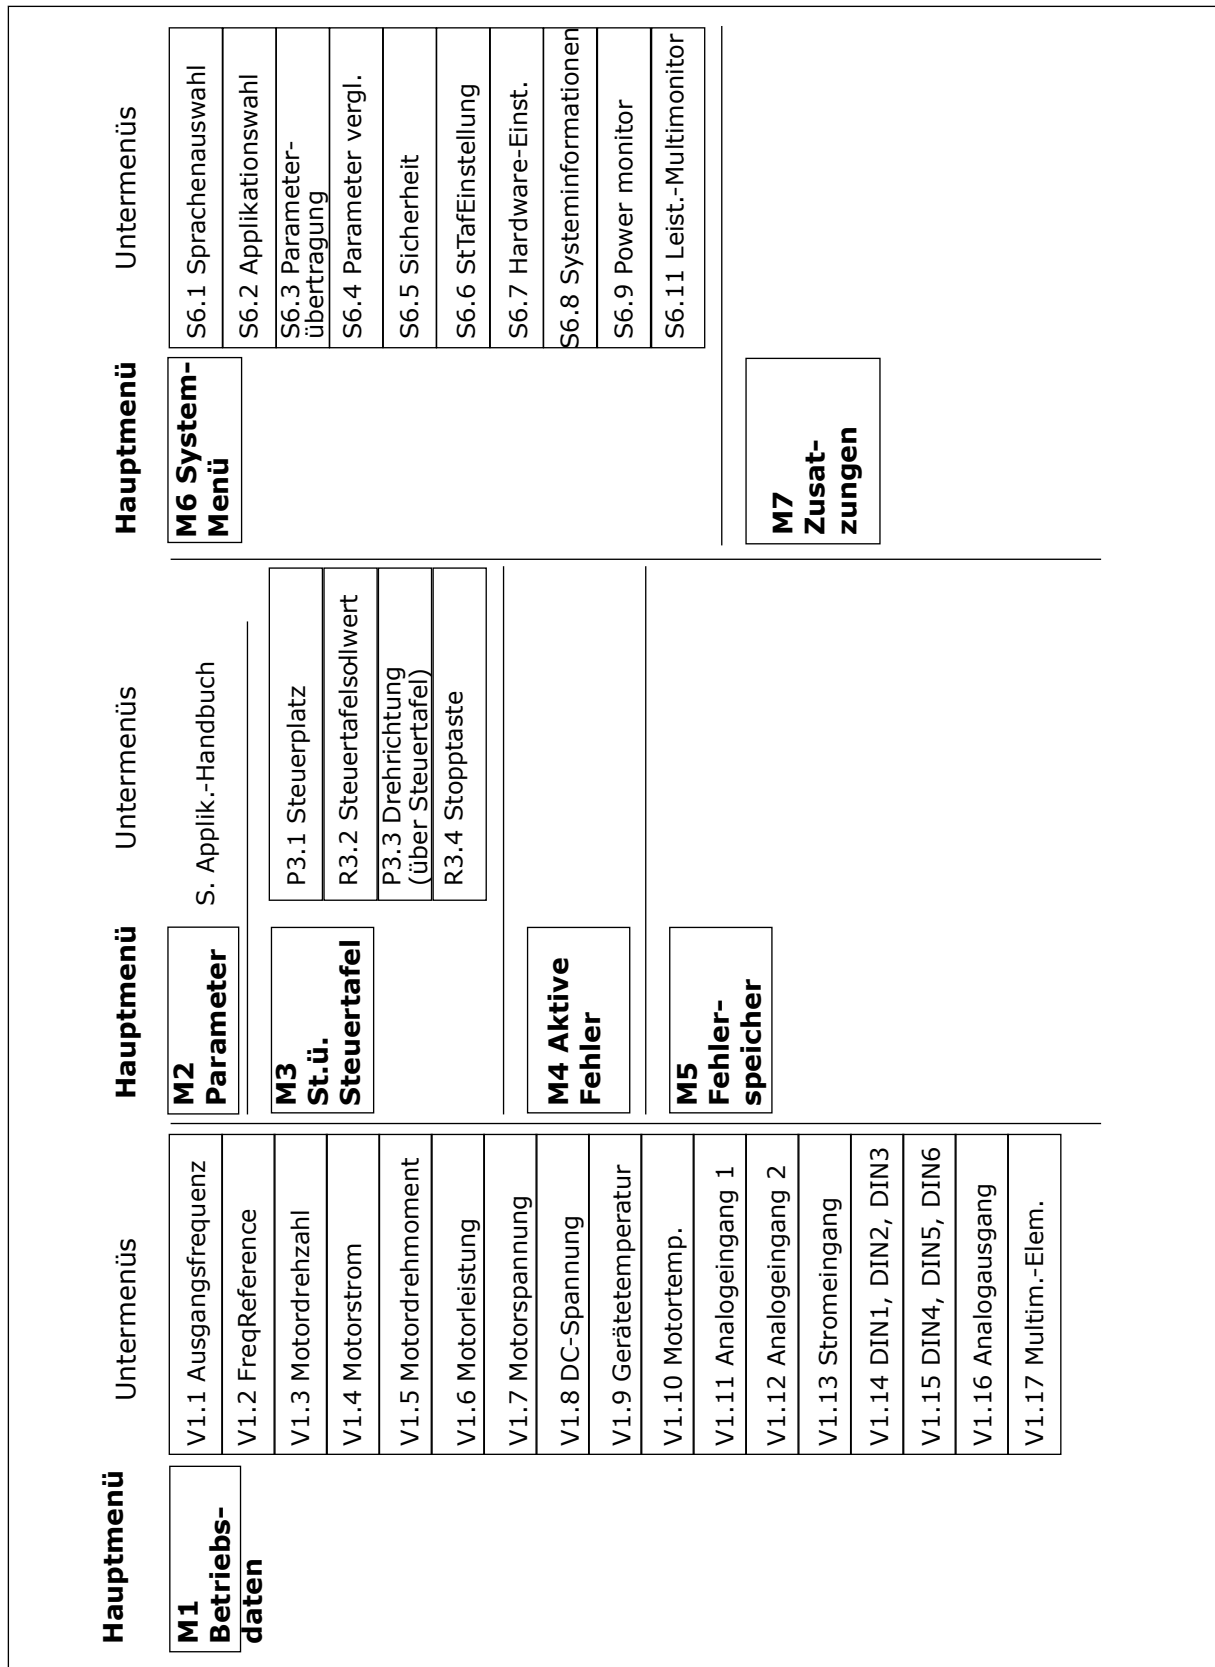 Hauptmenü
Untermenüs
M1
Betriebs-
daten
V1.1 Ausgangsfrequenz
V1.2 FreqReference
V1.3 Motordrehzahl
V1.4 Motorstrom
V1.5 Motordrehmoment
V1.6 Motorleistung
V1.7 Motorspannung
V1.8 DC-Spannung
V1.9 Gerätetemperatur
V1.10 Motortemp.
V1.11 Analogeingang 1
V1.12 Analogeingang 2
V1.13 Stromeingang
V1.14 DIN1, DIN2, DIN3
V1.15 DIN4, DIN5, DIN6
V1.16 Analogausgang
V1.17 Multim.-Elem.
Hauptmenü
Untermenüs
M2
Parameter
S. Applik.-Handbuch
M3
St.ü.
Steuertafel
P3.1 Steuerplatz
R3.2 Steuertafelsollwert
P3.3 Drehrichtung
(über Steuertafel)
R3.4 Stopptaste
M4 Aktive
Fehler
M5
Fehler-
speicher
Hauptmenü
Untermenüs
M6 System-
Menü
S6.1 Sprachenauswahl
S6.2 Applikationswahl
S6.3 Parameter-
übertragung
S6.4 Parameter vergl.
S6.5 Sicherheit
S6.6 StTafEinstellung
S6.7 Hardware-Einst.
S6.8 Systeminformationen
S6.9 Power monitor
S6.11 Leist.-Multimonitor
M7
Zusat-
zungen